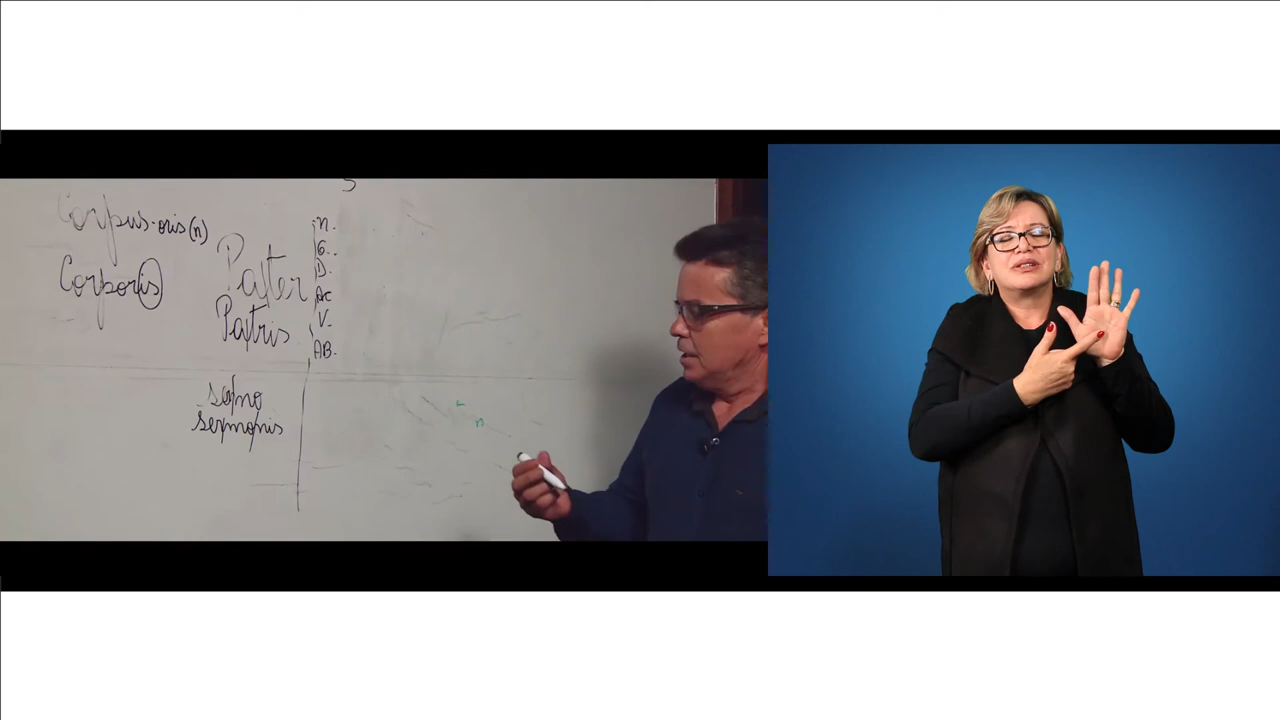 S
Corpus-oris (n)
Corporis
Pater
Patris
N.
G.
D.
Ac
V.
AB.
sermo
sermonis
n